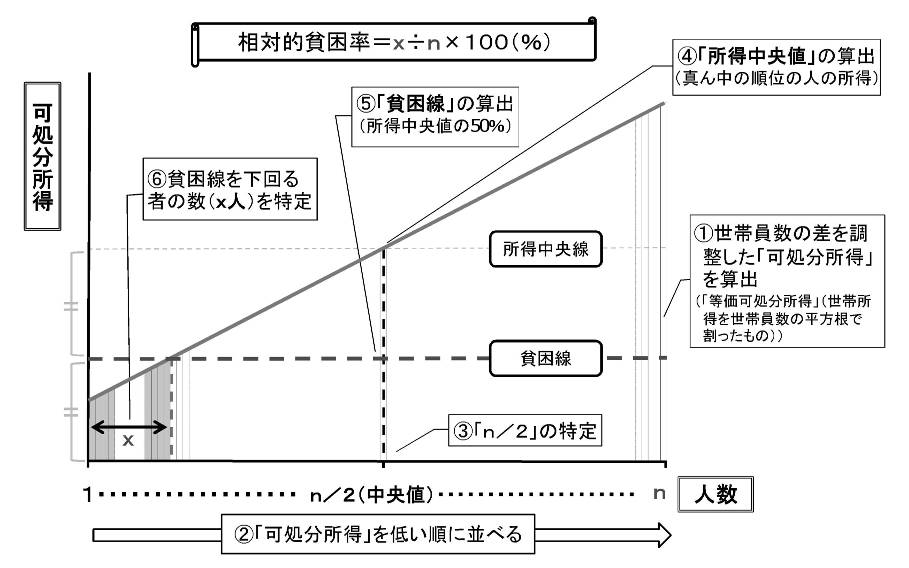 相対的貧困率=x÷n×100(%)
④「所得中央値」の算出
(真ん中の順位の人の所得)
可処分所得
⑤「貧困線」の算出
(所得中央値の50%)
⑥貧困線を下回る
者の数(x人)を特定
①世帯員数の差を調
整した「可処分所得」
を算出
(「等価可処分所得」(世帯所
得を世帯員数の平方根で
割ったもの))
所得中央線
貧困線
x
③「n/2」の特定
1
n/2(中央値)
n
人数
②「可処分所得」を低い順に並べる